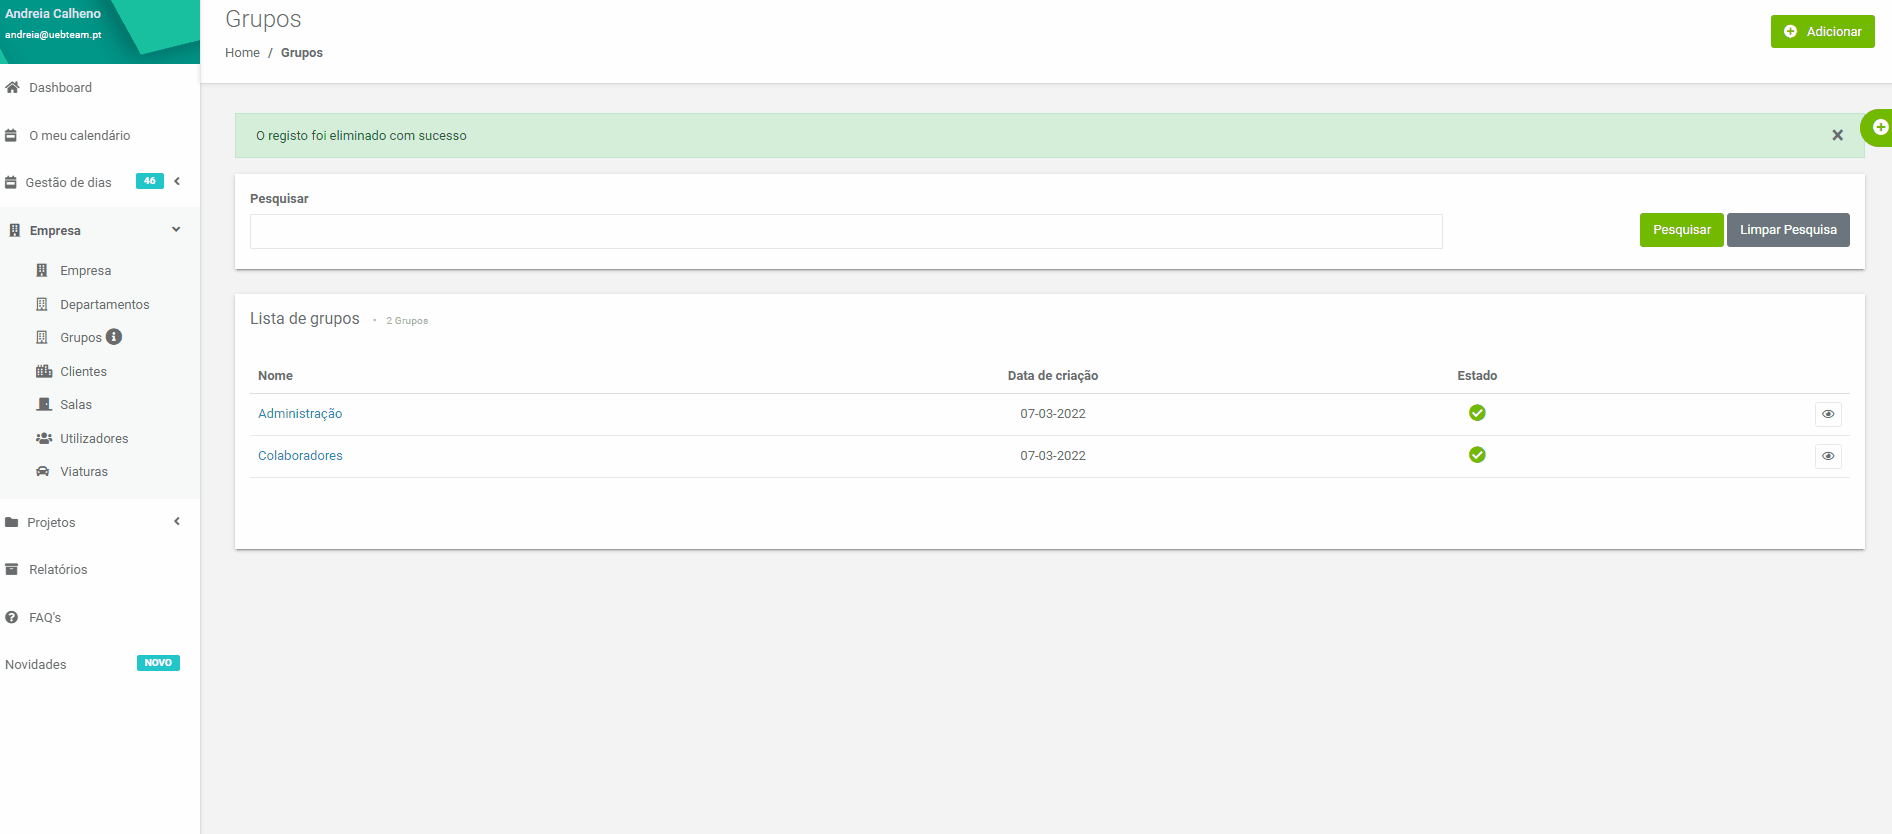 Andreia Calheno
andreia@uebteam.pt
Dashboard
O meu calendário
Gestão de dias 46
Empresa
Empresa
Departamentos
Grupos
Clientes
Salas
Utilizadores
Viaturas
Projetos
Relatórios
FAQ's
Novidades NOVO
Grupos
Home / Grupos
Adicionar
O registo foi eliminado com sucesso
Pesquisar
Pesquisar Limpar Pesquisa
Lista de grupos • 2 Grupos
Nome Data de criação Estado
Administração 07-03-2022
Colaboradores 07-03-2022